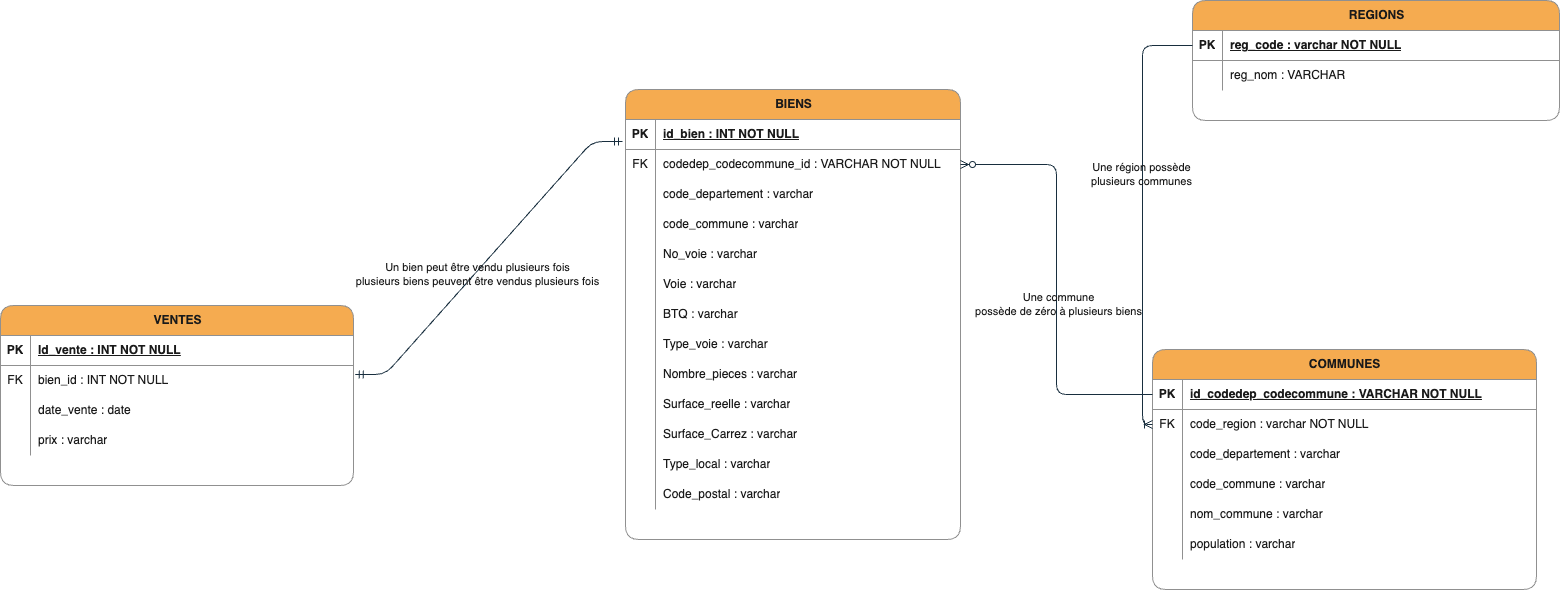 REGIONS
PK reg_code : varchar NOT NULL
reg_nom : VARCHAR
BIENS
PK id_bien : INT NOT NULL
FK codedep_codecommune_id : VARCHAR NOT NULL
code_departement : varchar
code_commune : varchar
No_voie : varchar
Voie : varchar
BTQ : varchar
Type_voie : varchar
Nombre_pieces : varchar
Surface_reelle : varchar
Surface_Carrez : varchar
Type_local : varchar
Code_postal : varchar
Une région possède
plusieurs communes
Un bien peut être vendu plusieurs fois
plusieurs biens peuvent être vendus plusieurs fois
Une commune
possède de zéro à plusieurs biens
VENTES
PK Id_vente : INT NOT NULL
FK bien_id : INT NOT NULL
date_vente : date
prix : varchar
COMMUNES
PK id_codedep_codecommune : VARCHAR NOT NULL
FK code_region : varchar NOT NULL
code_departement : varchar
code_commune : varchar
nom_commune : varchar
population : varchar